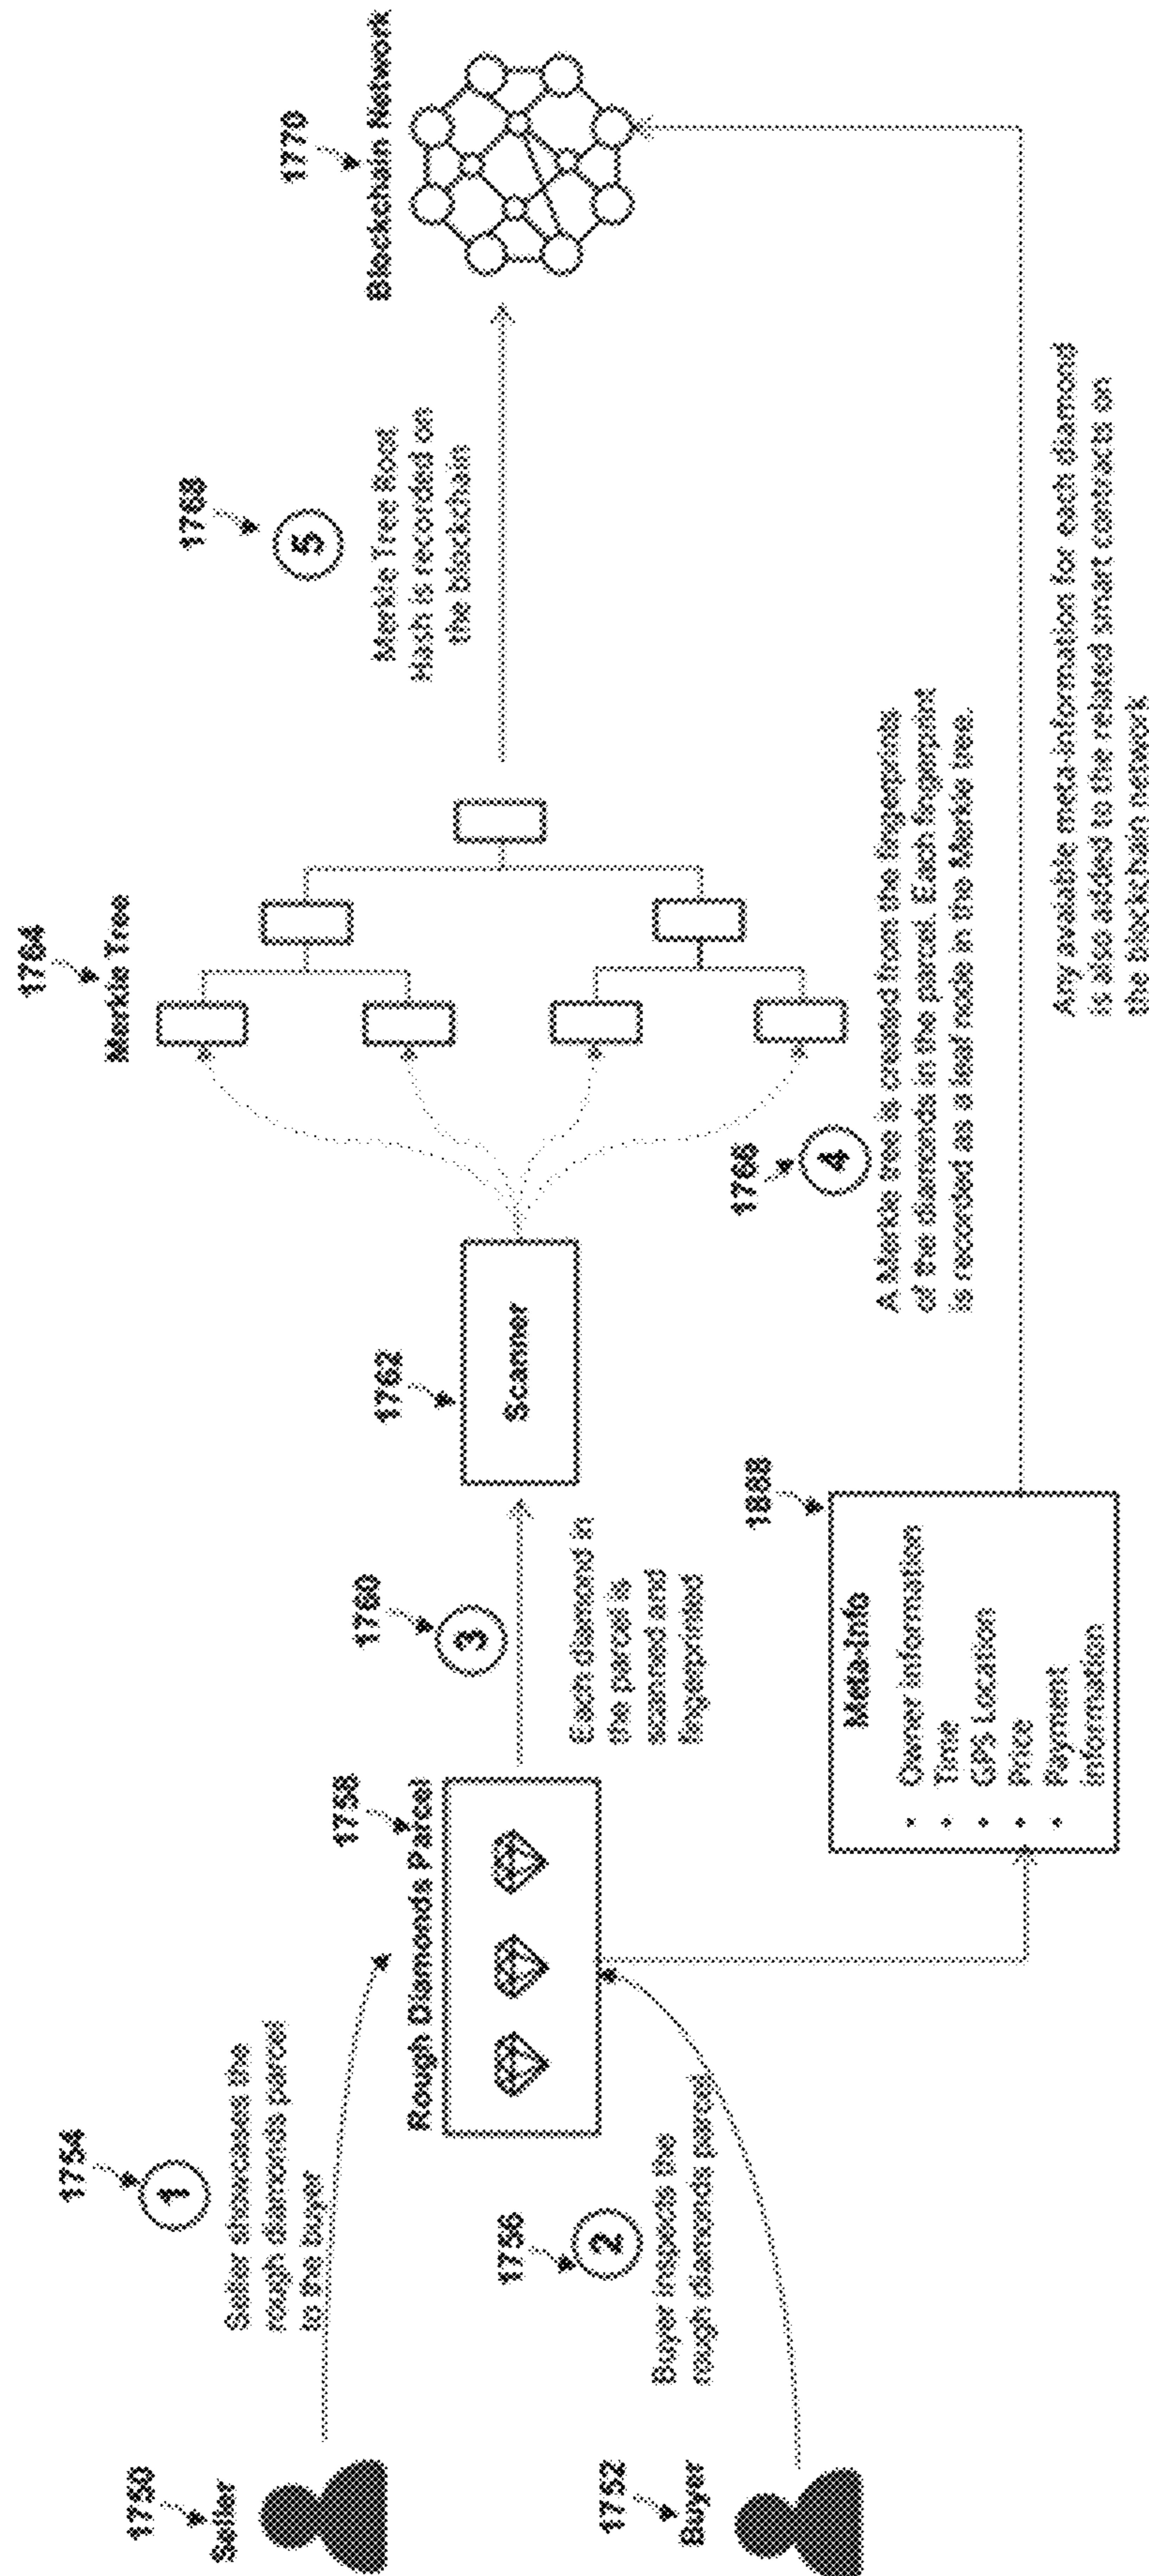 1750
Seller
1752
Buyer
1754
1
Seller showcases the
rough diamonds parcel
to the buyer
1756
2
Buyer inspects the
rough diamonds parcel
1758
Rough Diamonds Parcel
1760
3
Each diamond in
the parcel is
scanned and
fingerprinted
1762
Scanner
1764
Merkle Tree
1766
4
A Merkle tree is created from the fingerprints
of the diamonds in the parcel. Each fingerprint
is recorded as a leaf node in the Merkle tree.
1768
5
Merkle Tree Root
Hash is recorded on
the blockchain
1770
Blockchain Network
1868
Meta-Info
• Owner Information
• Time
• GPS Location
• Price
• Payment
Information
Any available meta-information for each diamond
is also added to the related smart contracts on
the blockchain network